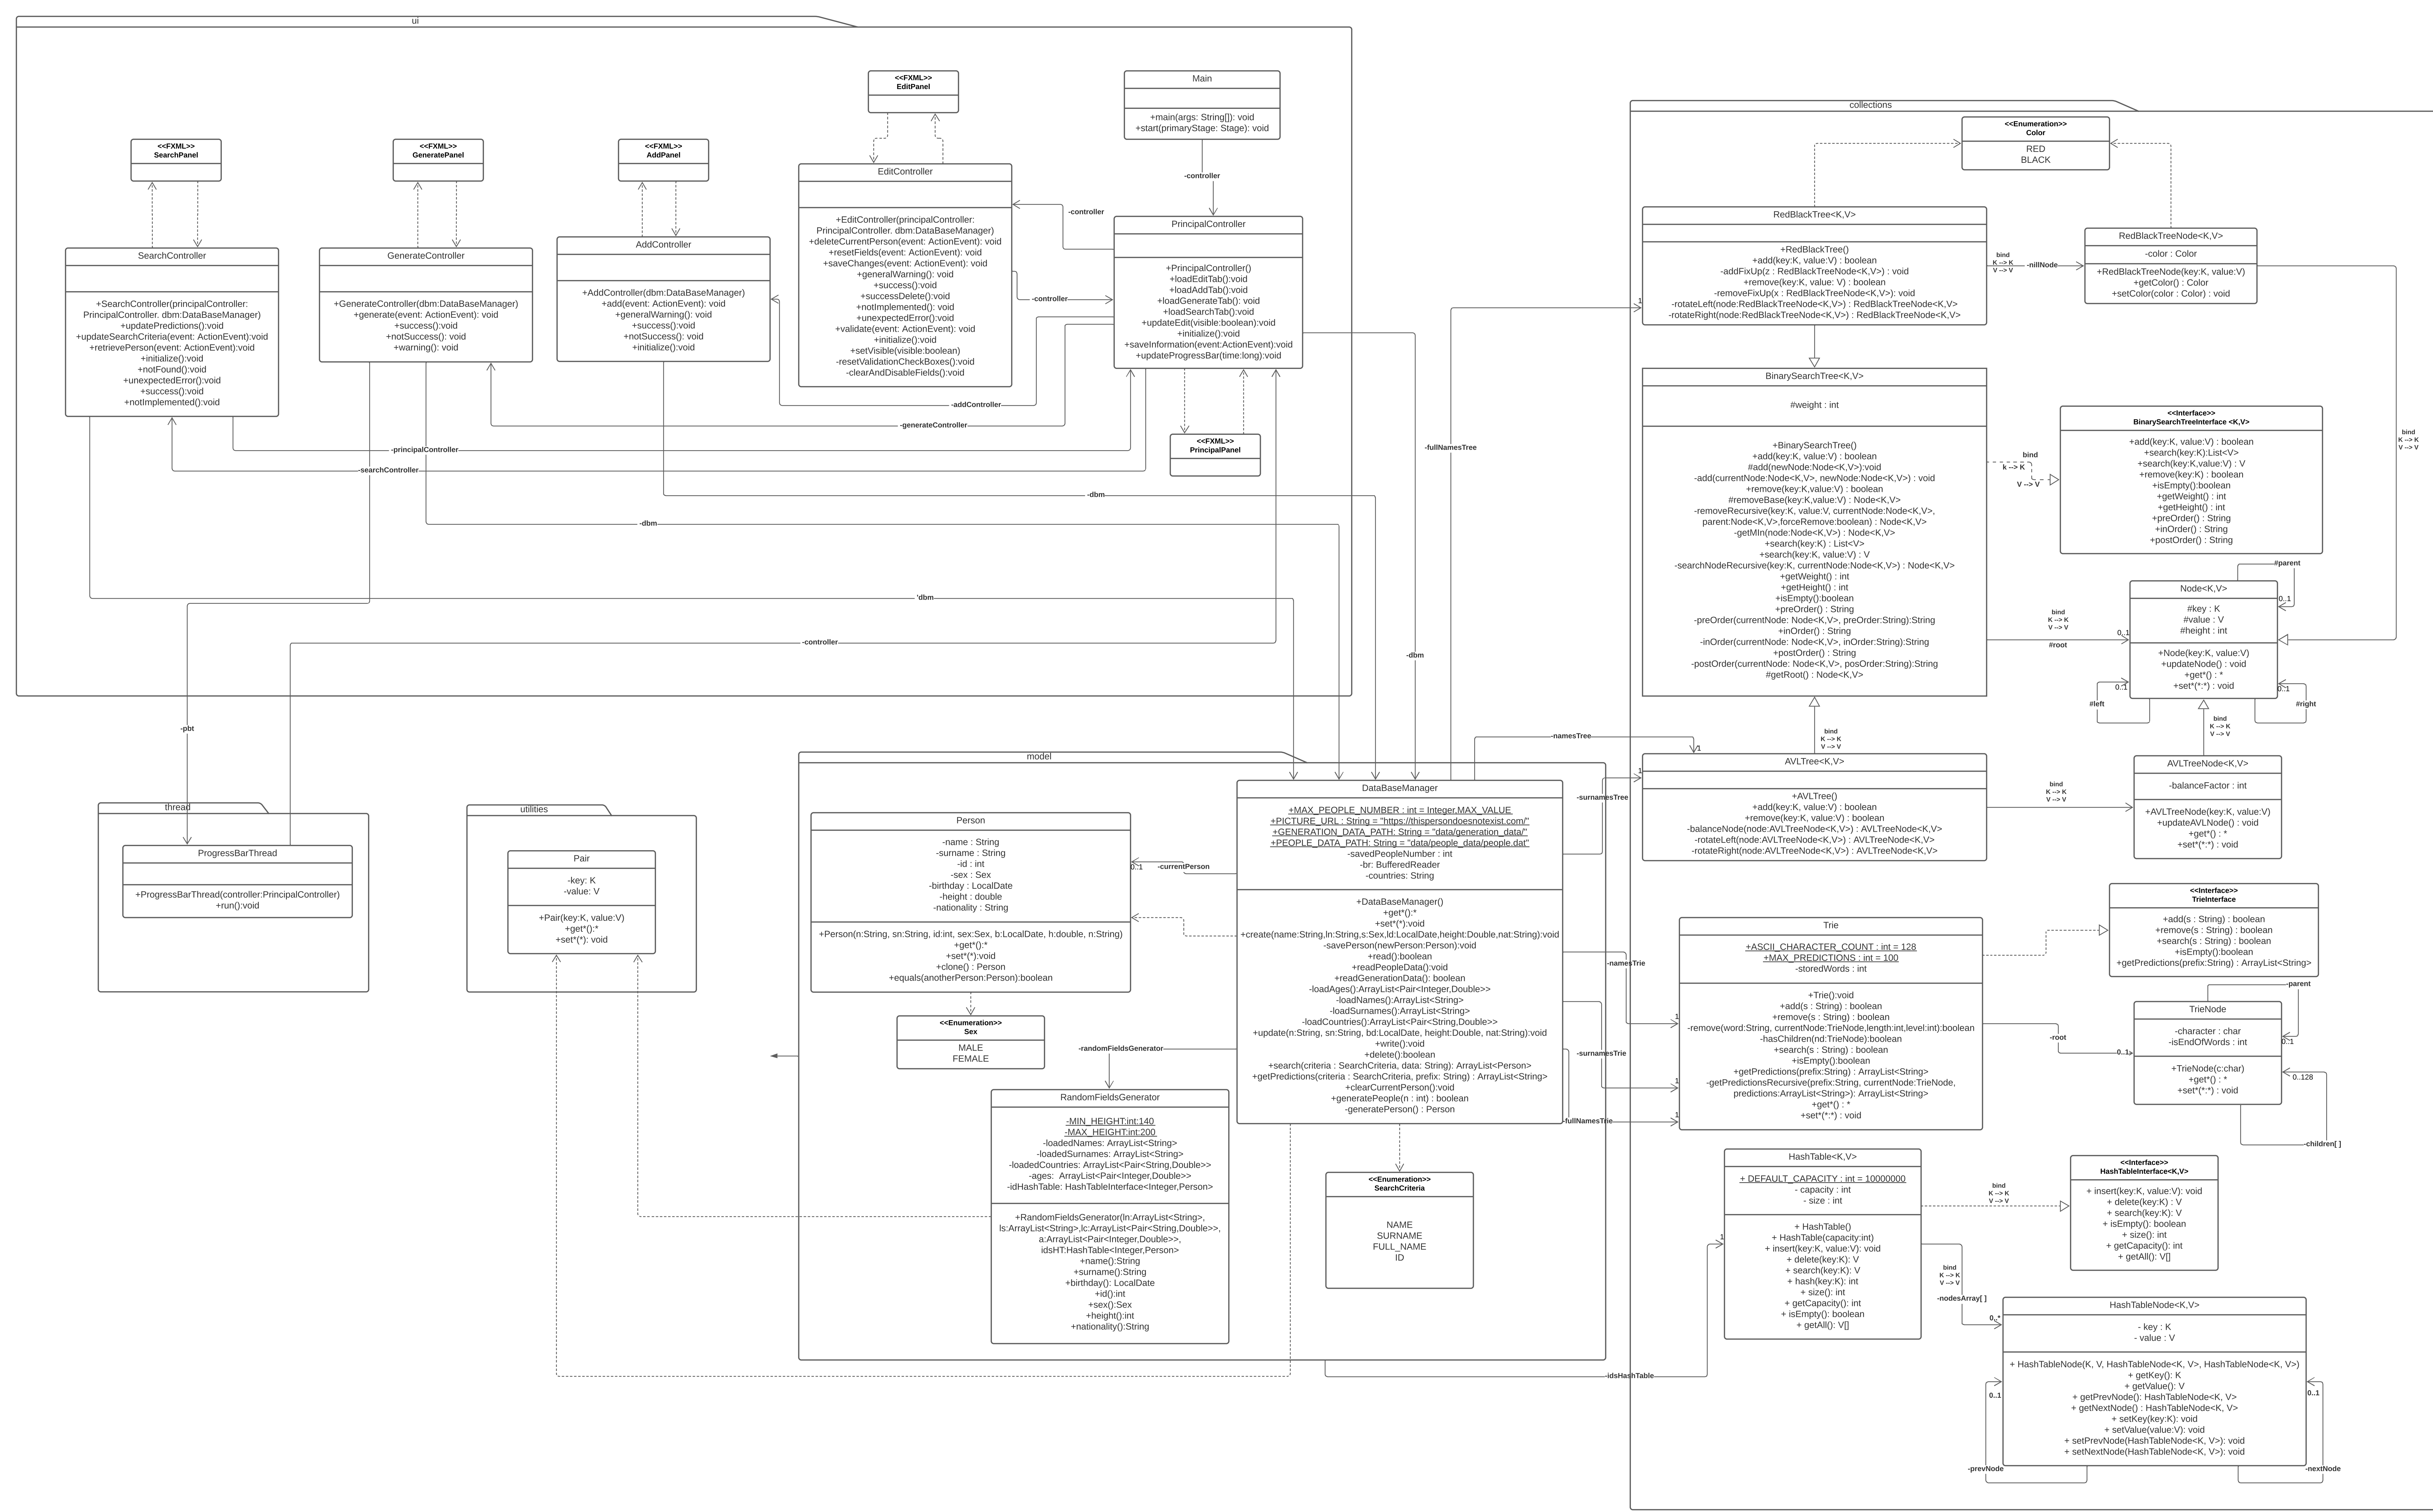 ui
<<FXML>>
EditPanel
Main
+main(args: String[]): void
+start(primaryStage: Stage): void
<<FXML>>
SearchPanel
<<FXML>>
GeneratePanel
<<FXML>>
AddPanel
-controller
EditController
+EditController(principalController:
PrincipalController. dbm:DataBaseManager)
+deleteCurrentPerson(event: ActionEvent): void
+resetFields(event: ActionEvent): void
+saveChanges(event: ActionEvent): void
+generalWarning(): void
+success():void
+successDelete():void
+notImplemented(): void
+unexpectedError():void
+validate(event: ActionEvent): void
+initialize():void
+setVisible(visible:boolean)
-resetValidationCheckBoxes():void
-clearAndDisableFields():void
-controller
-controller
PrincipalController
+PrincipalController()
+loadEditTab():void
+loadAddTab():void
+loadGenerateTab(): void
+loadSearchTab():void
+updateEdit(visible:boolean):void
+initialize():void
+saveInformation(event:ActionEvent):void
+updateProgressBar(time:long):void
SearchController
+SearchController(principalController:
PrincipalController. dbm:DataBaseManager)
+updatePredictions():void
+updateSearchCriteria(event: ActionEvent):void
+retrievePerson(event: ActionEvent):void
+initialize():void
+notFound():void
+unexpectedError():void
+success():void
+notImplemented():void
GenerateController
+GenerateController(dbm:DataBaseManager)
+generate(event: ActionEvent): void
+success():void
+notSuccess(): void
+warning(): void
AddController
+AddController(dbm:DataBaseManager)
+add(event: ActionEvent): void
+generalWarning(): void
+success():void
+notSuccess(): void
+initialize():void
-addController
-generateController
<<FXML>>
PrincipalPanel
-principalController
-searchController
-dbm
-dbm
'dbm
-controller
-dbm
-pbt
thread
ProgressBarThread
+ProgressBarThread(controller:PrincipalController)
+run():void
utilities
Pair
-key: K
-value: V
+Pair(key:K, value:V)
+get*():*
+set*(*): void
model
Person
-name : String
-surname : String
-id : int
-sex : Sex
-birthday : LocalDate
-height : double
-nationality : String
+Person(n:String, sn:String, id:int, sex:Sex, b:LocalDate, h:double, n:String)
+get*():*
+set*(*):void
+clone() : Person
+equals(anotherPerson:Person):boolean
0..1
-currentPerson
<<Enumeration>>
Sex
MALE
FEMALE
-randomFieldsGenerator
RandomFieldsGenerator
-MIN_HEIGHT:int:140
-MAX_HEIGHT:int:200
-loadedNames: ArrayList<String>
-loadedSurnames: ArrayList<String>
-loadedCountries: ArrayList<Pair<String,Double>>
-ages: ArrayList<Pair<Integer,Double>>
-idHashTable: HashTableInterface<Integer,Person>
+RandomFieldsGenerator(ln:ArrayList<String>,
ls:ArrayList<String>,lc:ArrayList<Pair<String,Double>>,
a:ArrayList<Pair<Integer,Double>>,
idsHT:HashTable<Integer,Person>
+name():String
+surname():String
+birthday(): LocalDate
+id():int
+sex():Sex
+height():int
+nationality():String
DataBaseManager
+MAX_PEOPLE_NUMBER : int = Integer,MAX_VALUE
+PICTURE_URL : String = "https://thispersondoesnotexist.com/"
+GENERATION_DATA_PATH: String = "data/generation_data/"
+PEOPLE_DATA_PATH: String = "data/people_data/people.dat"
-savedPeopleNumber : int
-br: BufferedReader
-countries: String
+DataBaseManager()
+get*():*
+set*(*):void
+create(name:String,ln:String,s:Sex,ld:LocalDate,height:Double,nat:String):void
-savePerson(newPerson:Person):void
+read():boolean
+readPeopleData():void
+readGenerationData(): boolean
-loadAges():ArrayList<Pair<Integer,Double>>
-loadNames():ArrayList<String>
-loadSurnames():ArrayList<String>
-loadCountries():ArrayList<Pair<String,Double>>
+update(n:String, sn:String, bd:LocalDate, height:Double, nat:String):void
+write():void
+delete():boolean
+search(criteria : SearchCriteria, data: String): ArrayList<Person>
+getPredictions(criteria : SearchCriteria, prefix: String) : ArrayList<String>
+clearCurrentPerson():void
+generatePeople(n : int) : boolean
-generatePerson() : Person
<<Enumeration>>
SearchCriteria
NAME
SURNAME
FULL_NAME
ID
-fullNamesTree
1
-namesTree
1
-surnamesTree
1
-namesTrie
1
-surnamesTrie
1
-fullNamesTrie
1
-idsHashTable
1
collections
<<Enumeration>>
Color
RED
BLACK
RedBlackTree<K,V>
+RedBlackTree()
+add(key:K, value:V) : boolean
-addFixUp(z : RedBlackTreeNode<K,V>) : void
+remove(key:K, value: V) : boolean
-removeFixUp(x : RedBlackTreeNode<K,V>): void
-rotateLeft(node:RedBlackTreeNode<K,V>) : RedBlackTreeNode<K,V>
-rotateRight(node:RedBlackTreeNode<K,V>) : RedBlackTreeNode<K,V>
bind
K --> K
V --> V
-nillNode
RedBlackTreeNode<K,V>
-color : Color
+RedBlackTreeNode(key:K, value:V)
+getColor() : Color
+setColor(color : Color) : void
BinarySearchTree<K,V>
#weight : int
+BinarySearchTree()
+add(key:K, value:V) : boolean
#add(newNode:Node<K,V>):void
-add(currentNode:Node<K,V>, newNode:Node<K,V>) : void
+remove(key:K,value:V) : boolean
#removeBase(key:K,value:V) : Node<K,V>
-removeRecursive(key:K, value:V, currentNode:Node<K,V>,
parent:Node<K,V>,forceRemove:boolean) : Node<K,V>
-getMIn(node:Node<K,V>) : Node<K,V>
+search(key:K) : List<V>
+search(key:K, value:V) : V
-searchNodeRecursive(key:K, currentNode:Node<K,V>) : Node<K,V>
+getWeight() : int
+getHeight() : int
+isEmpty():boolean
+preOrder() : String
-preOrder(currentNode: Node<K,V>, preOrder:String):String
+inOrder() : String
-inOrder(currentNode: Node<K,V>, inOrder:String):String
+postOrder() : String
-postOrder(currentNode: Node<K,V>, posOrder:String):String
#getRoot() : Node<K,V>
bind
k --> K
V --> V
<<Interface>>
BinarySearchTreeInterface <K,V>
+add(key:K, value:V) : boolean
+search(key:K):List<V>
+search(key:K,value:V) : V
+remove(key:K) : boolean
+isEmpty():boolean
+getWeight() : int
+getHeight() : int
+preOrder() : String
+inOrder() : String
+postOrder() : String
bind
K --> K
V --> V
#parent
0..1
Node<K,V>
#key : K
#value : V
#height : int
+Node(key:K, value:V)
+updateNode() : void
+get*() : *
+set*(*:*) : void
bind
K --> K
V --> V
0..1
#root
0..1
#left
0..1
#right
bind
K --> K
V --> V
bind
K --> K
V --> V
AVLTree<K,V>
+AVLTree()
+add(key:K, value:V) : boolean
+remove(key:K, value:V) : boolean
-balanceNode(node:AVLTreeNode<K,V>) : AVLTreeNode<K,V>
-rotateLeft(node:AVLTreeNode<K,V>) : AVLTreeNode<K,V>
-rotateRight(node:AVLTreeNode<K,V>) : AVLTreeNode<K,V>
bind
K --> K
V --> V
AVLTreeNode<K,V>
-balanceFactor : int
+AVLTreeNode(key:K, value:V)
+updateAVLNode() : void
+get*() : *
+set*(*:*) : void
Trie
+ASCII_CHARACTER_COUNT : int = 128
+MAX_PREDICTIONS : int = 100
-storedWords : int
+Trie():void
+add(s : String) : boolean
+remove(s : String) : boolean
-remove(word:String, currentNode:TrieNode,length:int,level:int):boolean
-hasChildren(nd:TrieNode):boolean
+search(s : String) : boolean
+isEmpty():boolean
+getPredictions(prefix:String) : ArrayList<String>
-getPredictionsRecursive(prefix:String, currentNode:TrieNode,
predictions:ArrayList<String>): ArrayList<String>
+get*() : *
+set*(*:*) : void
<<Interface>>
TrieInterface
+add(s : String) : boolean
+remove(s : String) : boolean
+search(s : String) : boolean
+isEmpty():boolean
+getPredictions(prefix:String) : ArrayList<String>
-root
0..1
-parent
0..1
TrieNode
-character : char
-isEndOfWords : int
+TrieNode(c:char)
+get*() : *
+set*(*:*) : void
0..128
-children[ ]
HashTable<K,V>
+ DEFAULT_CAPACITY : int = 10000000
- capacity : int
- size : int
+ HashTable()
+ HashTable(capacity:int)
+ insert(key:K, value:V): void
+ delete(key:K): V
+ search(key:K): V
+ hash(key:K): int
+ size(): int
+ getCapacity(): int
+ isEmpty(): boolean
+ getAll(): V[]
bind
K --> K
V --> V
<<Interface>>
HashTableInterface<K,V>
+ insert(key:K, value:V): void
+ delete(key:K) : V
+ search(key:K): V
+ isEmpty(): boolean
+ size(): int
+ getCapacity(): int
+ getAll(): V[]
bind
K --> K
V --> V
-nodesArray[ ]
0..*
HashTableNode<K,V>
- key : K
- value : V
+ HashTableNode(K, V, HashTableNode<K, V>, HashTableNode<K, V>)
+ getKey(): K
+ getValue(): V
+ getPrevNode(): HashTableNode<K, V>
+ getNextNode() : HashTableNode<K, V>
+ setKey(key:K): void
+ setValue(value:V): void
+ setPrevNode(HashTableNode<K, V>): void
+ setNextNode(HashTableNode<K, V>): void
0..1
-prevNode
0..1
-nextNode